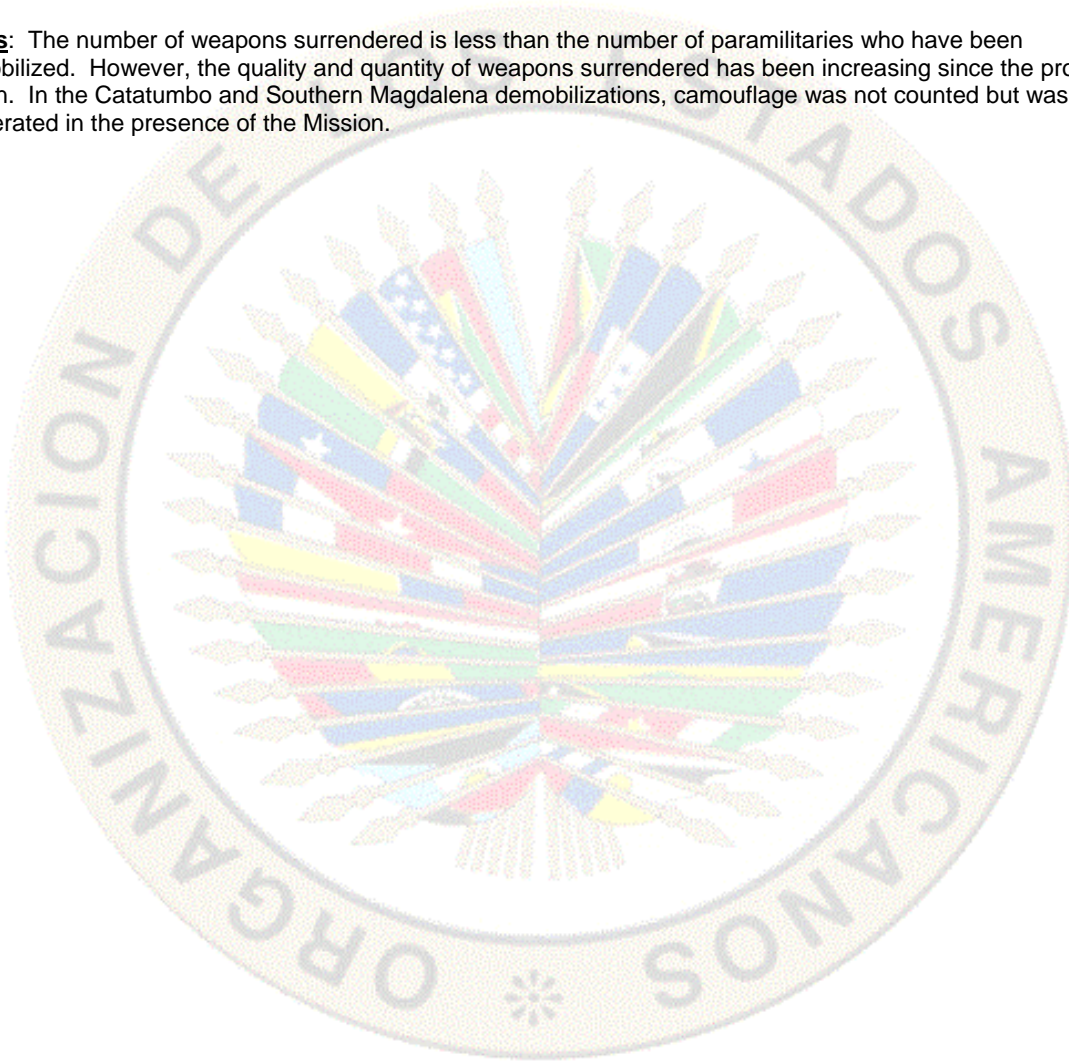 s: The number of weapons surrendered is less than the number of paramilitaries who have been
obilized. However, the quality and quantity of weapons surrendered has been increasing since the pro
n. In the Catatumbo and Southern Magdalena demobilizations, camouflage was not counted but was
erated in the presence of the Mission.
ORGANIZACION DE LOS ESTADOS AMERICANOS